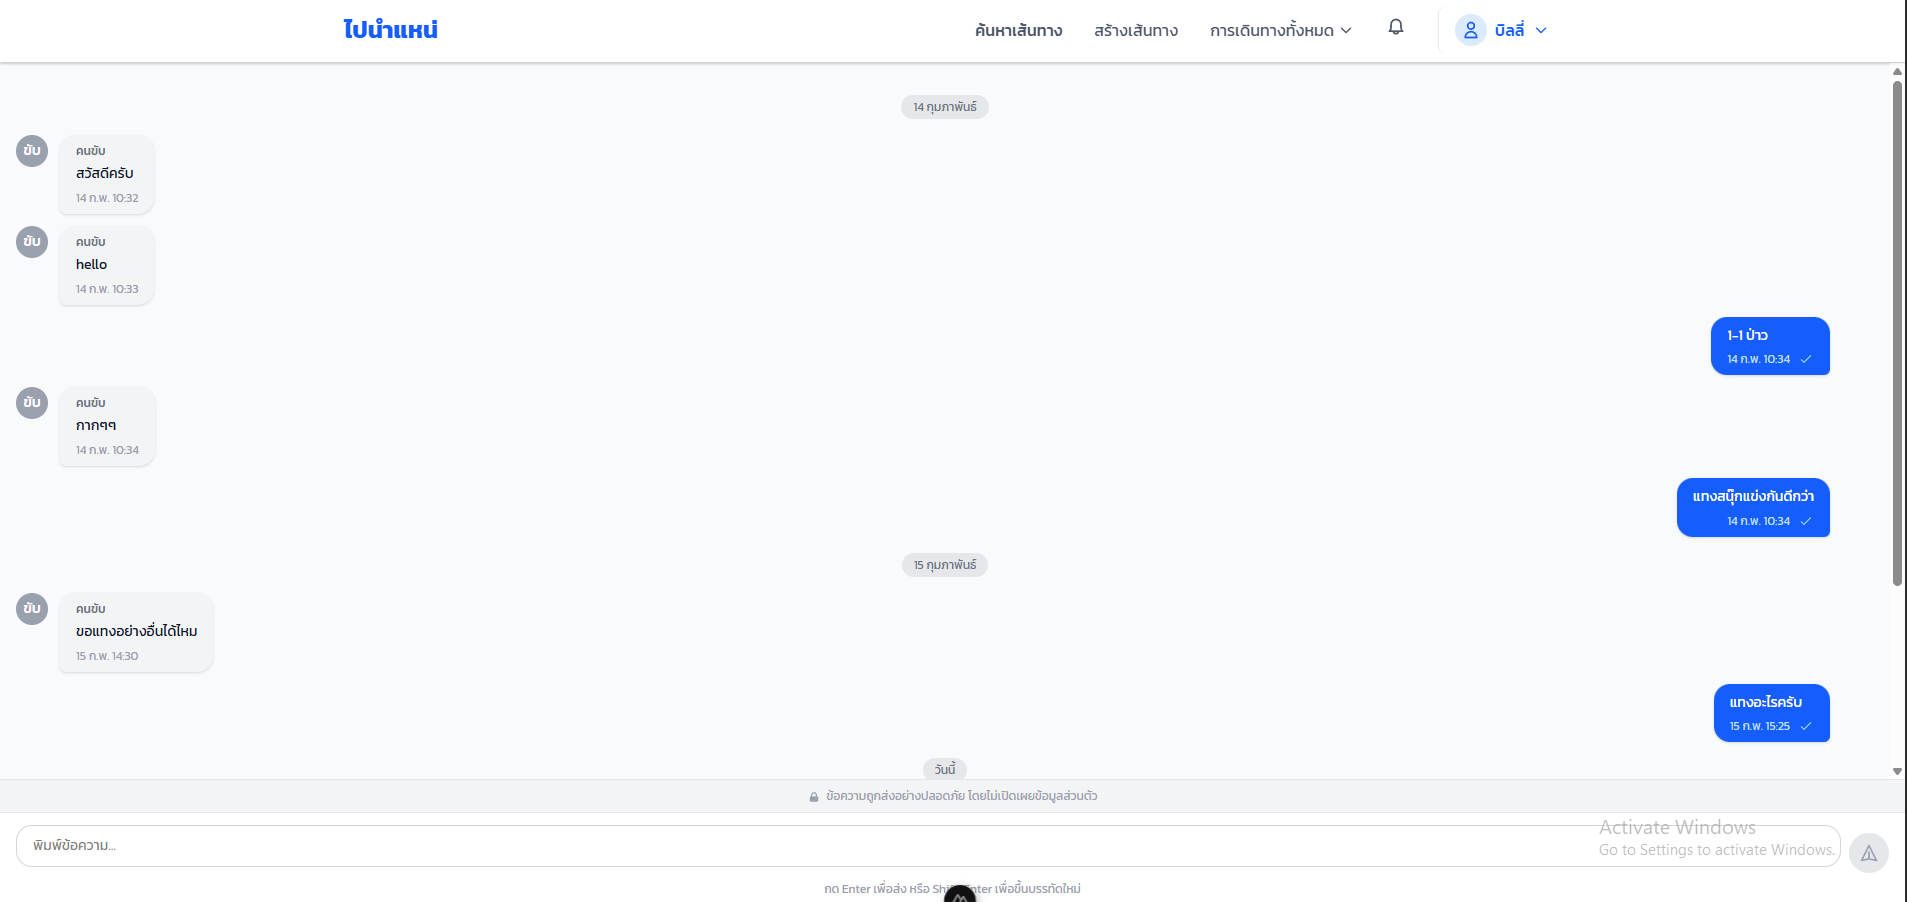 ไปนำแหน่
ค้นหาเส้นทาง
สร้างเส้นทาง
การเดินทางทั้งหมด
บิลลี่
14 กุมภาพันธ์
ขับ
คนขับ
สวัสดีครับ
14 ก.พ. 10:32
ขับ
คนขับ
hello
14 ก.พ. 10:33
1-1 ป่าว
14 ก.พ. 10:34
ขับ
คนขับ
กากๆๆ
14 ก.พ. 10:34
แทงสนุ๊กแข่งกันดีกว่า
14 ก.พ. 10:34
15 กุมภาพันธ์
ขับ
คนขับ
ขอแทงอย่างอื่นได้ไหม
15 ก.พ. 14:30
แทงอะไรครับ
15 ก.พ. 15:25
วันนี้
ข้อความถูกส่งอย่างปลอดภัย โดยไม่เปิดเผยข้อมูลส่วนตัว
พิมพ์ข้อความ...
Activate Windows
Go to Settings to activate Windows.
กด Enter เพื่อส่ง หรือ เพื่อขึ้นบรรทัดใหม่